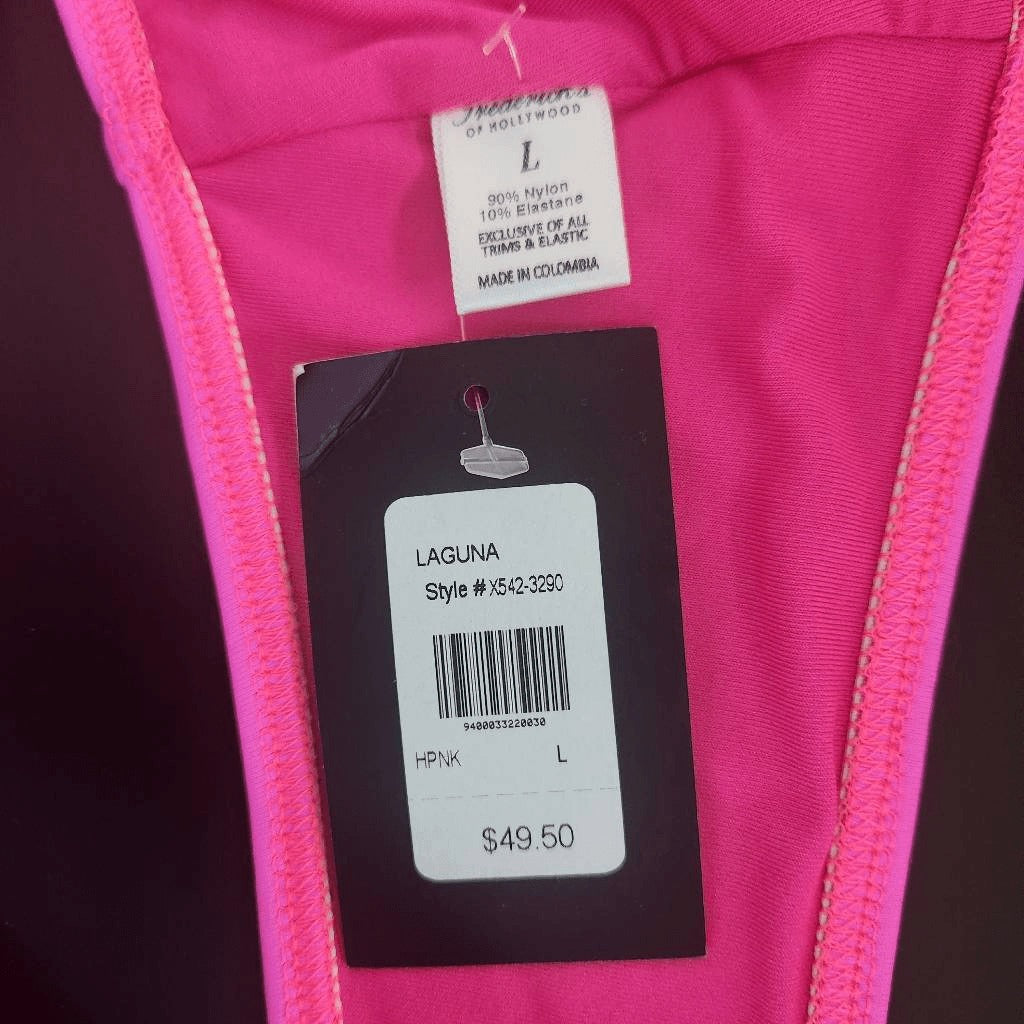 Frederick's
OF HOLLYWOOD
L
90% Nylon
10% Elastane
EXCLUSIVE OF ALL
TRIMS & ELASTIC
MADE IN COLOMBIA
LAGUNA
Style # X542-3290
9400033220030
HPNK L
$49.50